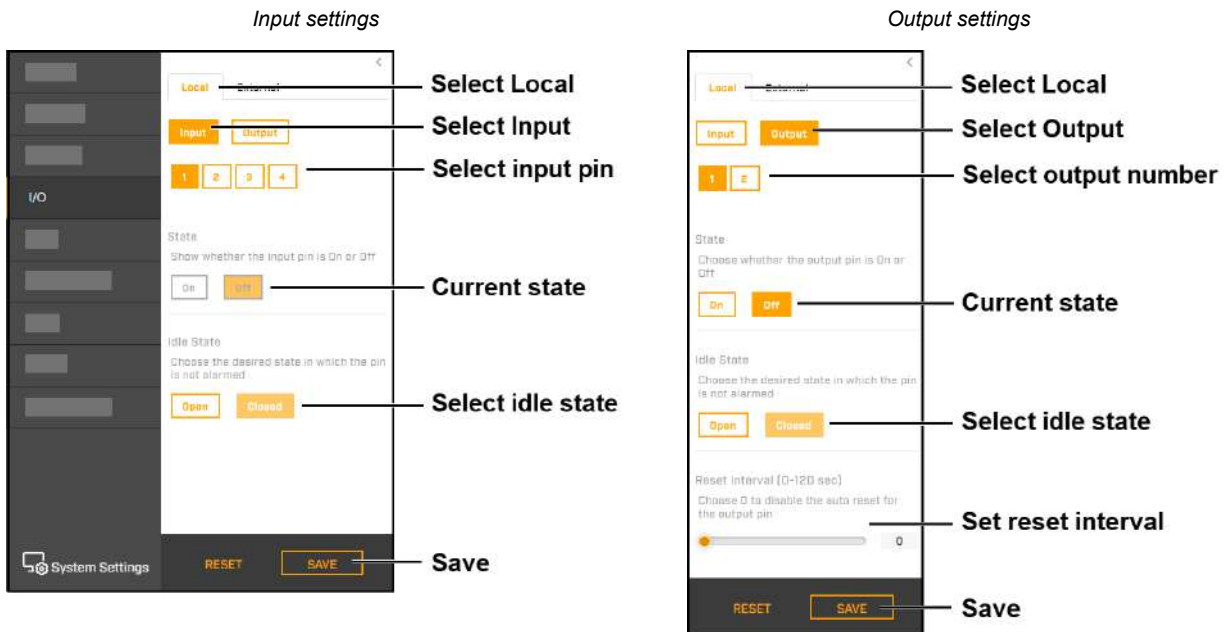 Input settings
Local External
Input Output
1 2 3 4
I/O
State
Show whether the input pin is On or Off
On Off
Idle State
Choose the desired state in which the pin
is not alarmed
Open Closed
System Settings
RESET SAVE
Select Local
Select Input
Select input pin
Current state
Select idle state
Save
Output settings
Local External
Input Output
1 2
State
Choose whether the output pin is On or
Off
On Off
Idle State
Choose the desired state in which the pin
is not alarmed
Open Closed
Reset Interval (0-120 sec)
Choose 0 to disable the auto reset for
the output pin
0
RESET SAVE
Select Local
Select Output
Select output number
Current state
Select idle state
Set reset interval
Save